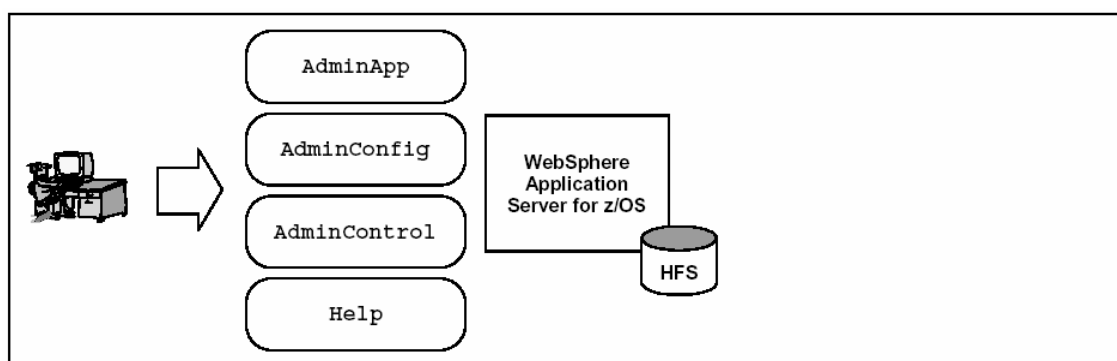 AdminApp
AdminConfig
AdminControl
Help
WebSphere
Application
Server for z/OS
HFS